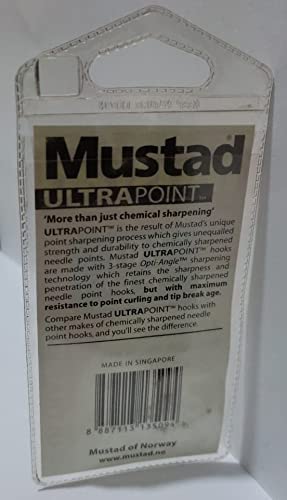 Mustad®
ULTRAPOINT™
'More than just chemical sharpening'
ULTRAPOINT™ is the result of Mustad's unique
point sharpening process which gives unequalled
strength and durability to chemically sharpened
needle points. Mustad ULTRAPOINT™ hooks
are made with 3-stage Opti-Angle™ sharpening
technology which retains the sharpness and
penetration of the finest chemically sharpened
needle point hooks, but with maximum
resistance to point curling and tip break age.
Compare Mustad ULTRAPOINT™ hooks with
other makes of chemically sharpened needle
point hooks, and you'll see the difference.
MADE IN SINGAPORE
Mustad of Norway
www.mustad.no